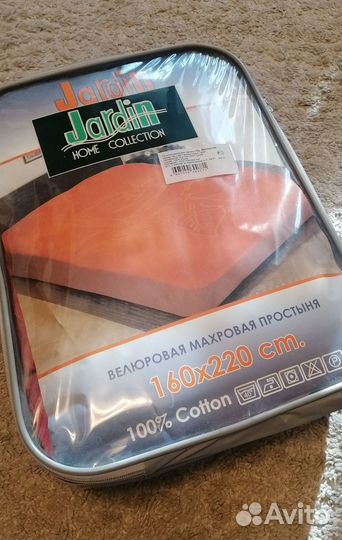 Jardin
Jardin
HOME COLLECTION
ВЕЛЮРОВАЯ МАХРОВАЯ ПРОСТЫНЯ
160x220 cm.
100% Cotton
Avito